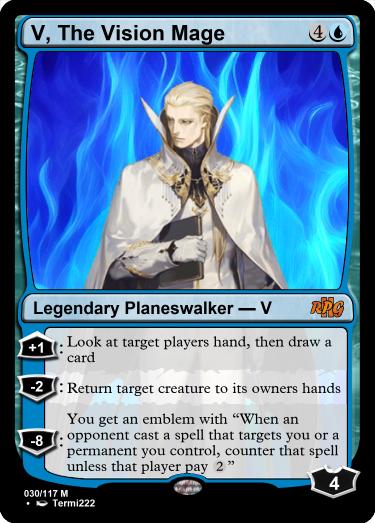 V, The Vision Mage 4
Legendary Planeswalker — V RPG
+1: Look at target players hand, then draw a
card
-2: Return target creature to its owners hands
You get an emblem with “When an
opponent cast a spell that targets you or a
-8: permanent you control, counter that spell
unless that player pay 2 ”
4
030/117 M
• Termi222